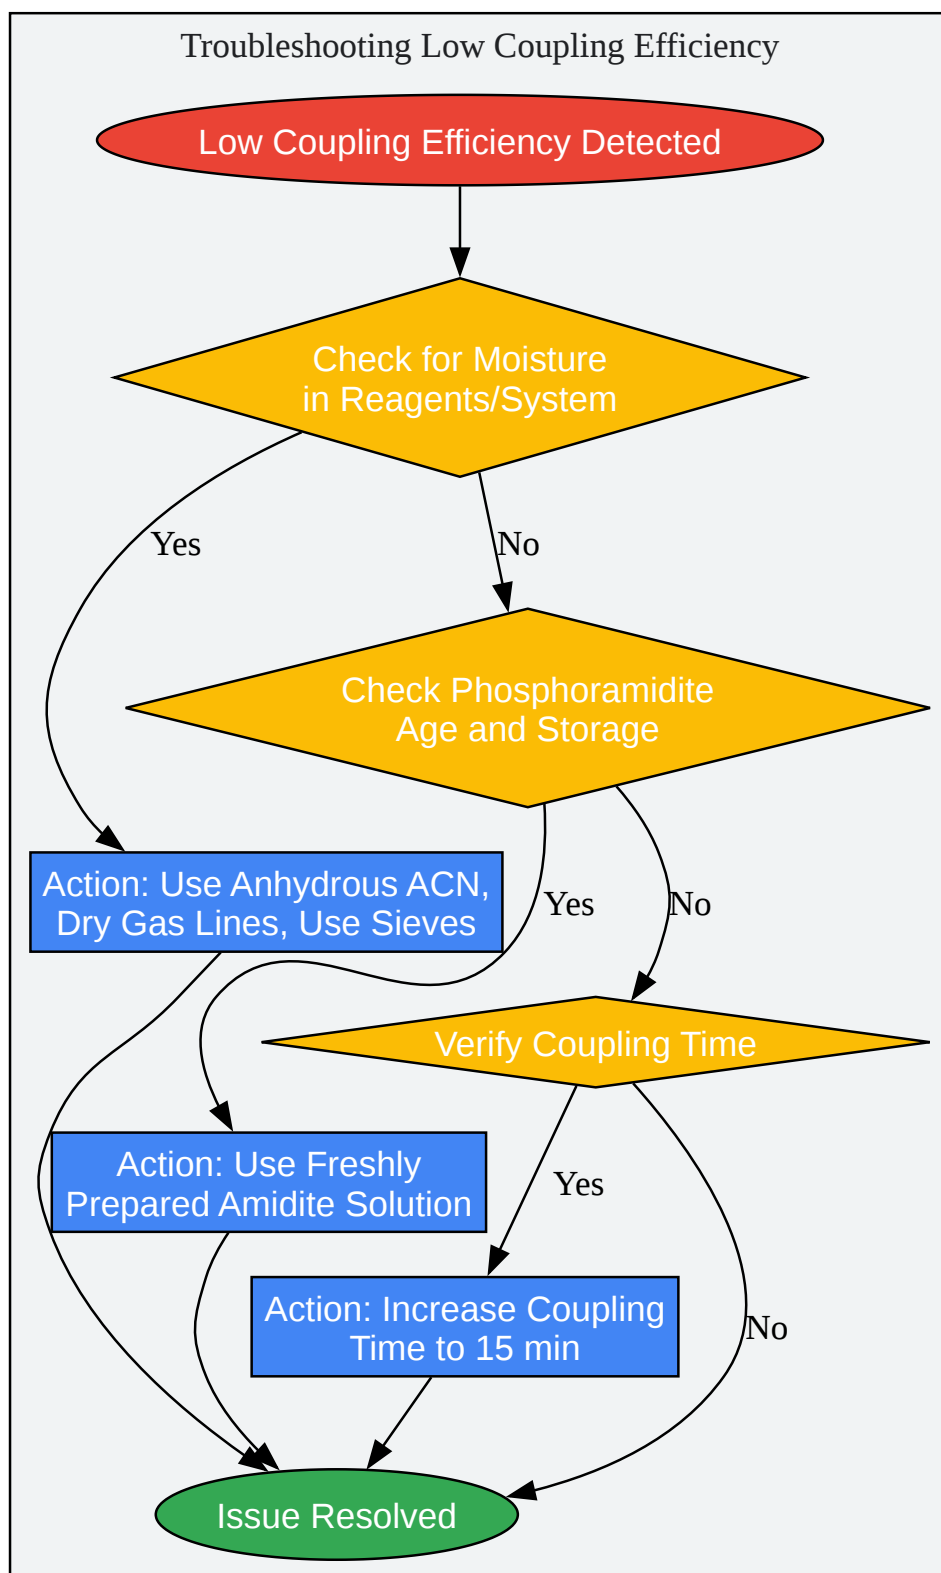 Troubleshooting Low Coupling Efficiency
Low Coupling Efficiency Detected
Check for Moisture
in Reagents/System
Yes
No
Check Phosphoramidite
Age and Storage
Action: Use Anhydrous ACN,
Dry Gas Lines, Use Sieves
Yes
No
Verify Coupling Time
Action: Use Freshly
Prepared Amidite Solution
Yes
Action: Increase Coupling
Time to 15 min
No
Issue Resolved